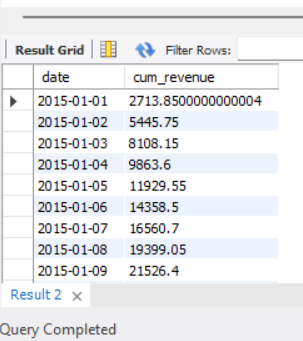 Result Grid Filter Rows:
date cum_revenue
2015-01-01 2713.8500000000004
2015-01-02 5445.75
2015-01-03 8108.15
2015-01-04 9863.6
2015-01-05 11929.55
2015-01-06 14358.5
2015-01-07 16560.7
2015-01-08 19399.05
2015-01-09 21526.4
Result 2 ×
Query Completed